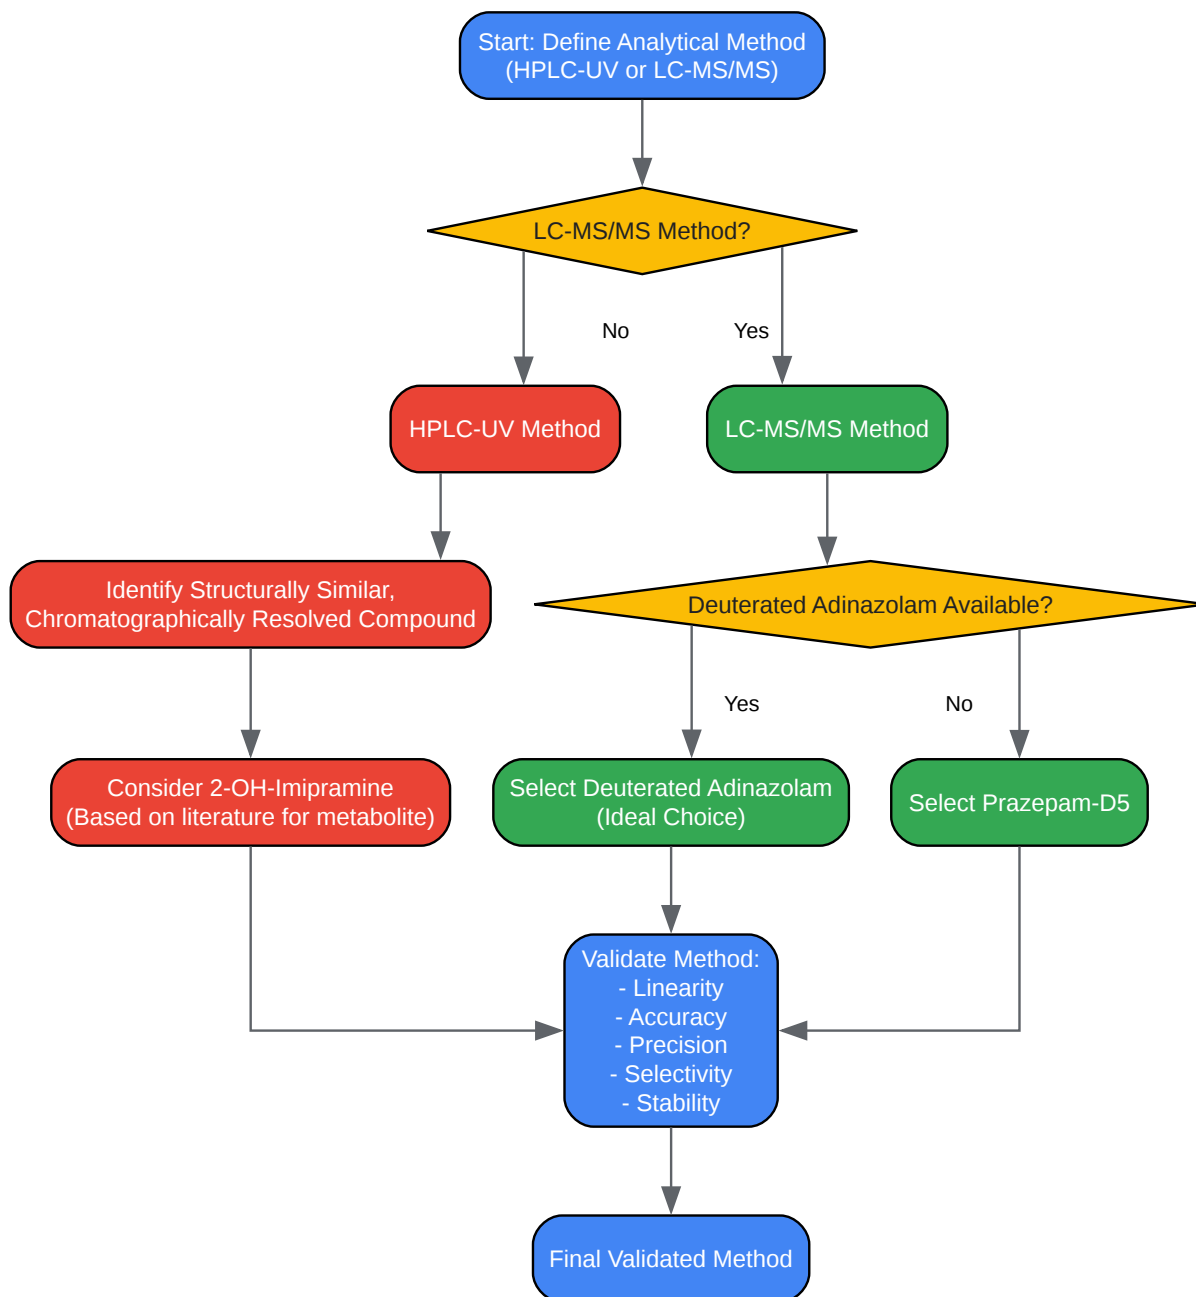 Start: Define Analytical Method
(HPLC-UV or LC-MS/MS)
LC-MS/MS Method?
No
Yes
HPLC-UV Method
LC-MS/MS Method
Identify Structurally Similar,
Chromatographically Resolved Compound
Deuterated Adinazolam Available?
Yes
No
Consider 2-OH-Imipramine
(Based on literature for metabolite)
Select Deuterated Adinazolam
(Ideal Choice)
Select Prazepam-D5
Validate Method:
- Linearity
- Accuracy
- Precision
- Selectivity
- Stability
Final Validated Method